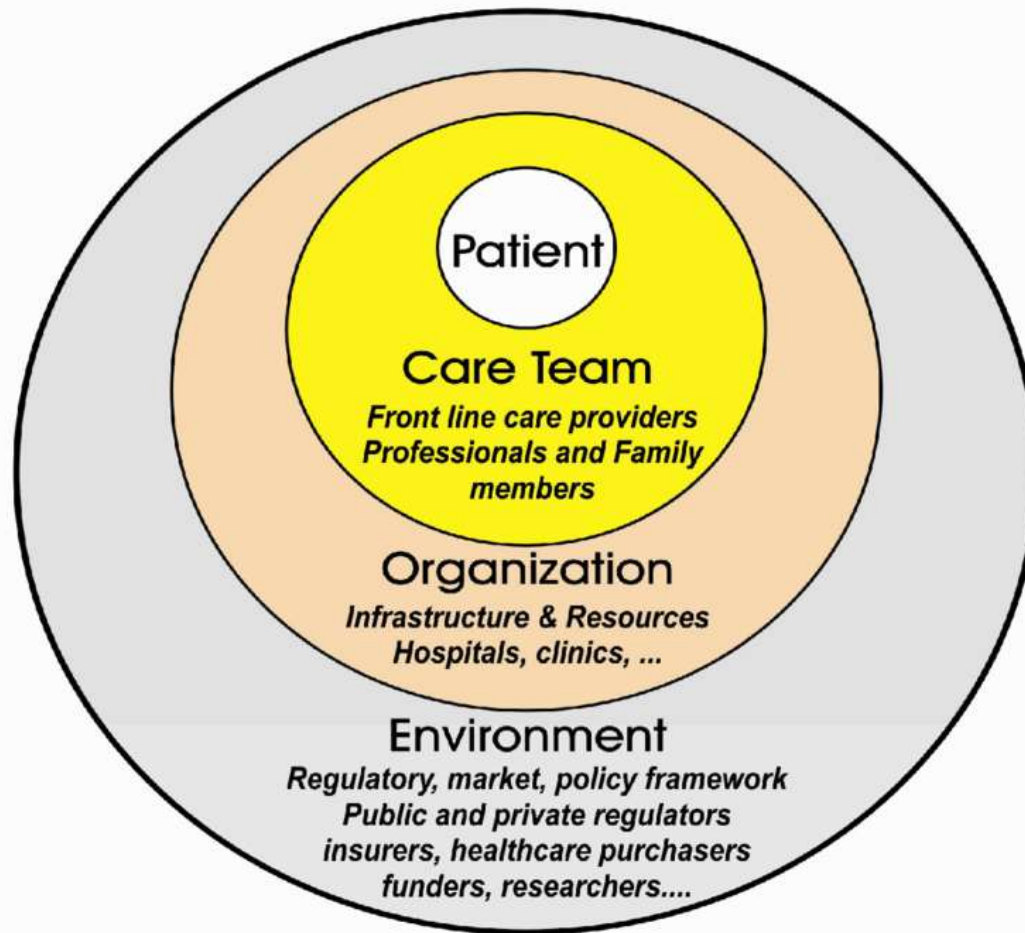 Patient
Care Team
Front line care providers
Professionals and Family
members
Organization
Infrastructure & Resources
Hospitals, clinics, ...
Environment
Regulatory, market, policy framework
Public and private regulators
insurers, healthcare purchasers
funders, researchers....